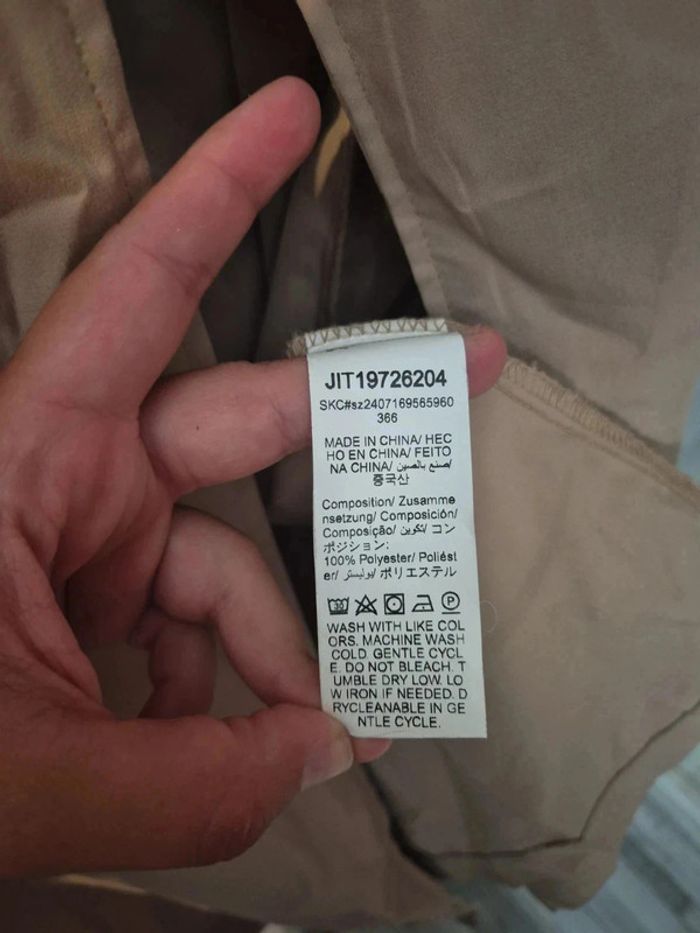 JIT19726204
SKC#sz2407169565960
366
MADE IN CHINA/ HEC
HO EN CHINA/ FEITO
NA CHINA/ صنع بالصين/
중국산
Composition/ Zusamme
nsetzung/ Composición/
Composição/ تكوين/ コン
ポジション:
100% Polyester/ Poliést
er/ بوليستر/ ポリエステル
30 P
WASH WITH LIKE COL
ORS. MACHINE WASH
COLD. GENTLE CYCL
E. DO NOT BLEACH. T
UMBLE DRY LOW. LO
W IRON IF NEEDED. D
RYCLEANABLE IN GE
NTLE CYCLE.